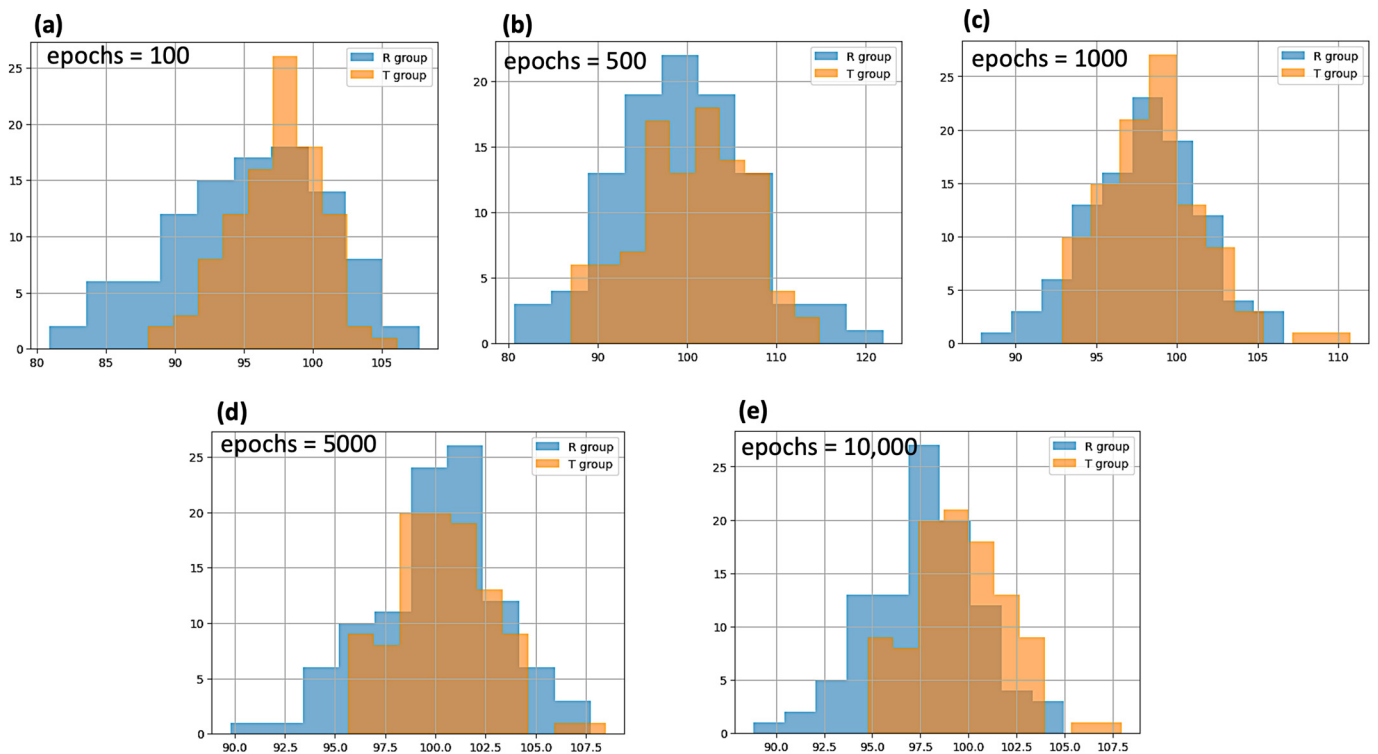 (a)
epochs = 100
R group
T group
25
20
15
10
5
0
80 85 90 95 100 105
(b)
epochs = 500
R group
T group
20
15
10
5
0
80 90 100 110 120
(c)
epochs = 1000
R group
T group
25
20
15
10
5
0
90 95 100 105 110
(d)
epochs = 5000
R group
T group
25
20
15
10
5
0
90.0 92.5 95.0 97.5 100.0 102.5 105.0 107.5
(e)
epochs = 10,000
R group
T group
25
20
15
10
5
0
90.0 92.5 95.0 97.5 100.0 102.5 105.0 107.5